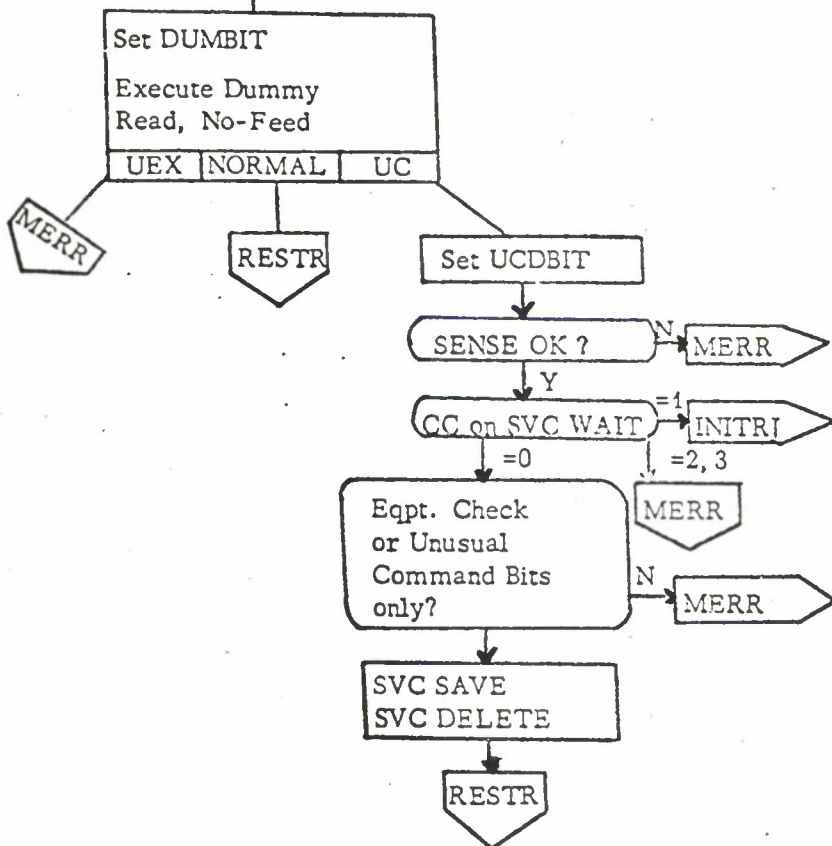 Set DUMBIT
Execute Dummy
Read, No-Feed
UEX NORMAL UC
MERR
RESTR
Set UCDBIT
SENSE OK ?
N
MERR
Y
CC on SVC WAIT
=1
INITRI
=0
=2, 3
MERR
Eqpt. Check
or Unusual
Command Bits
only?
N
MERR
SVC SAVE
SVC DELETE
RESTR